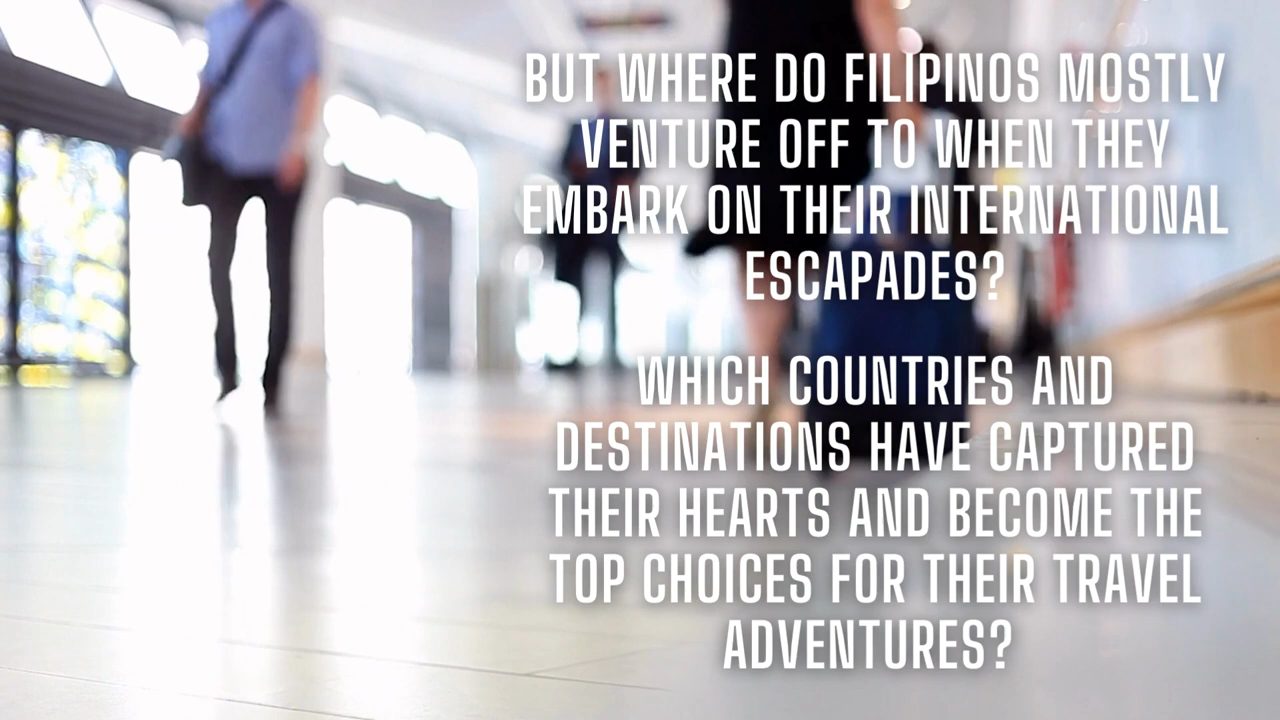 BUT WHERE DO FILIPINOS MOSTLY
VENTURE OFF TO WHEN THEY
EMBARK ON THEIR INTERNATIONAL
ESCAPADES?
WHICH COUNTRIES AND
DESTINATIONS HAVE CAPTURED
THEIR HEARTS AND BECOME THE
TOP CHOICES FOR THEIR TRAVEL
ADVENTURES?